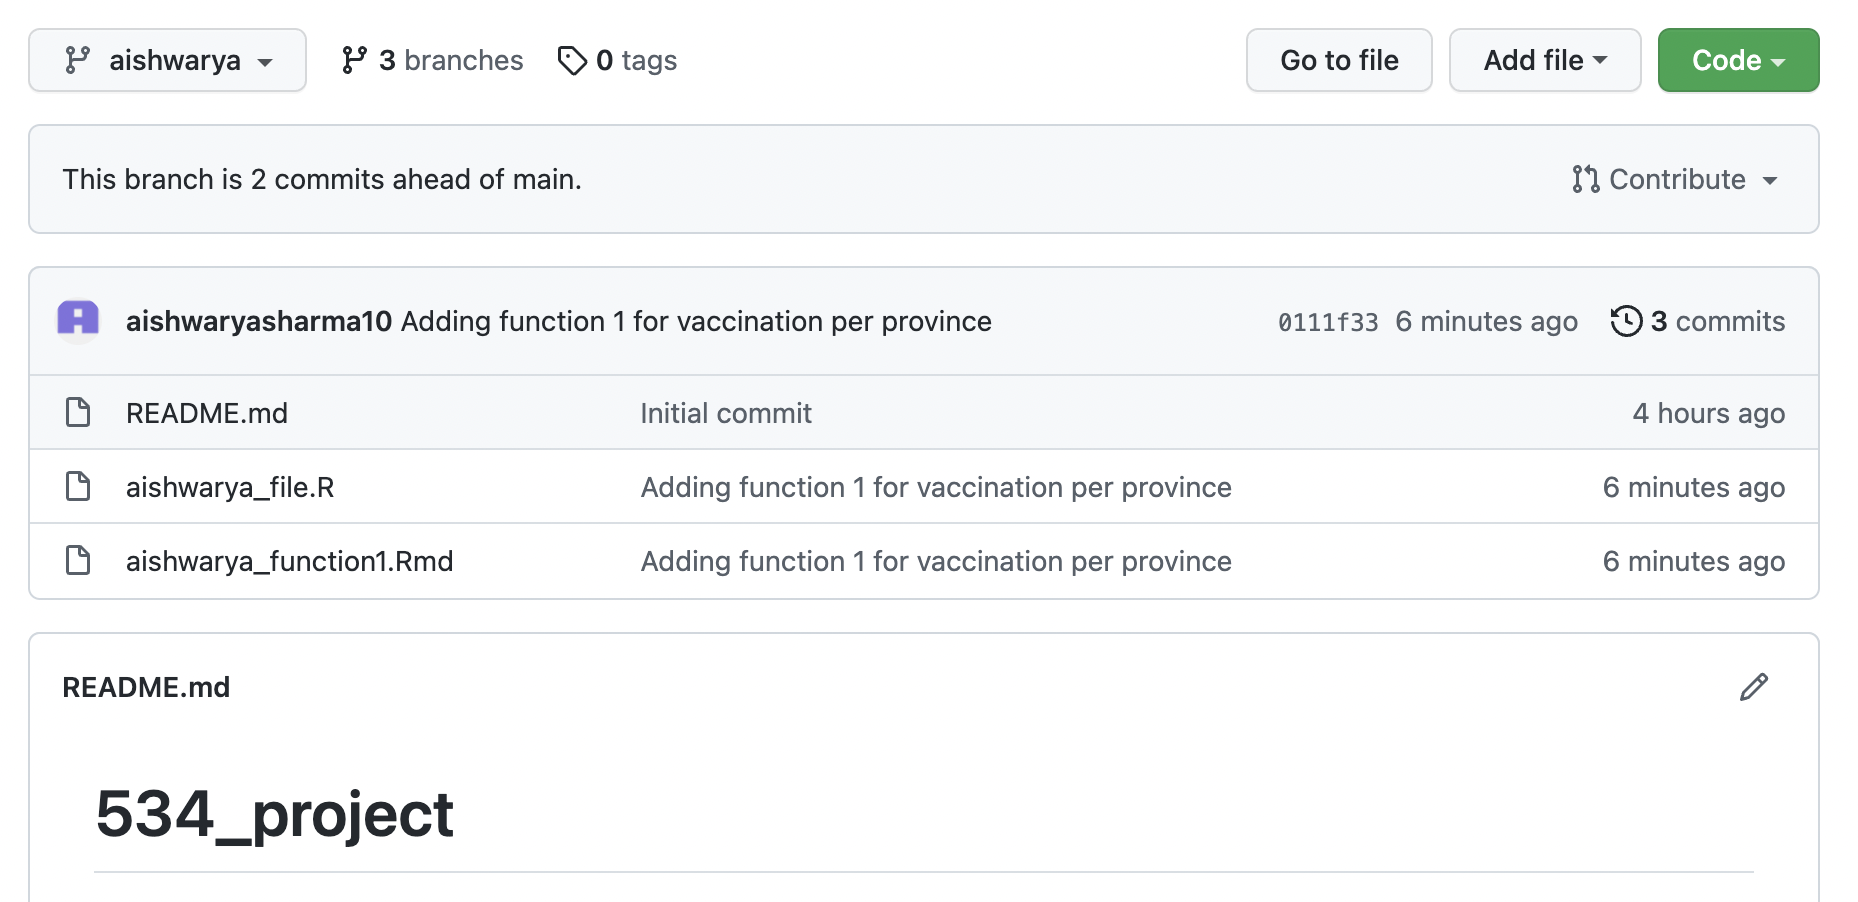 aishwarya 3 branches 0 tags Go to file Add file Code
This branch is 2 commits ahead of main. Contribute
aishwaryasharma10 Adding function 1 for vaccination per province 0111f33 6 minutes ago 3 commits
README.md Initial commit 4 hours ago
aishwarya_file.R Adding function 1 for vaccination per province 6 minutes ago
aishwarya_function1.Rmd Adding function 1 for vaccination per province 6 minutes ago
README.md
534_project